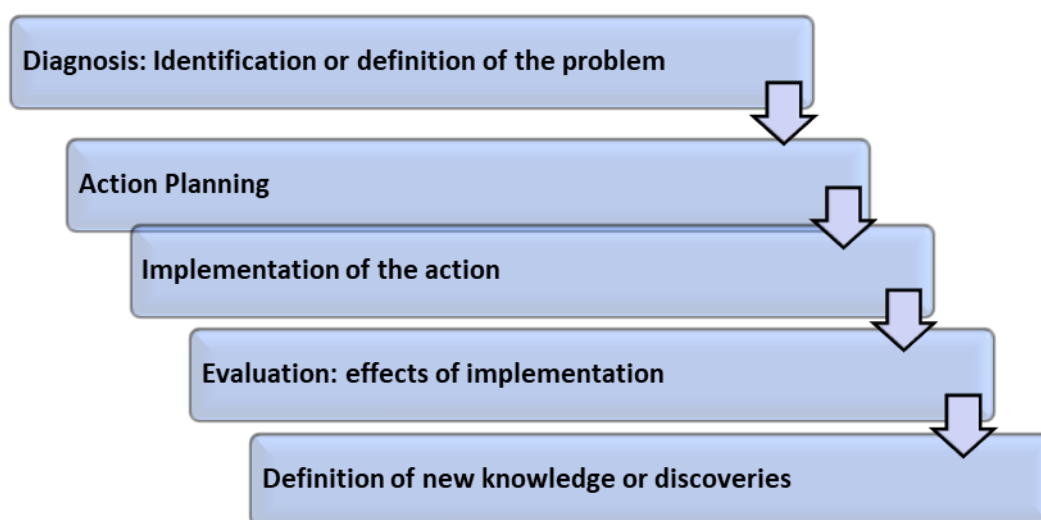 Diagnosis: Identification or definition of the problem
Action Planning
Implementation of the action
Evaluation: effects of implementation
Definition of new knowledge or discoveries